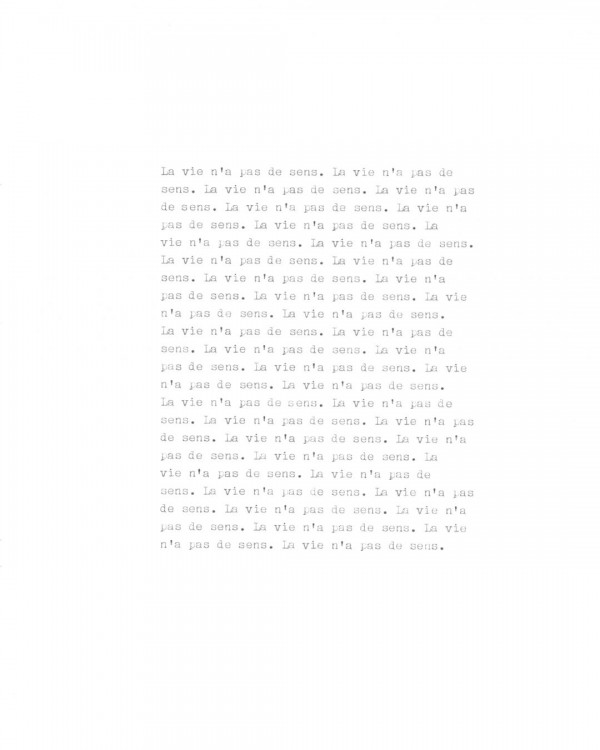 La vie n'a pas de sens. La vie n'a pas de
sens. La vie n'a pas de sens. La vie n'a pas
de sens. La vie n'a pas de sens. La vie n'a
pas de sens. La vie n'a pas de sens. La
vie n'a pas de sens. La vie n'a pas de sens.
La vie n'a pas de sens. La vie n'a pas de
sens. La vie n'a pas de sens. La vie n'a
pas de sens. La vie n'a pas de sens. La vie
n'a pas de sens. La vie n'a pas de sens.
La vie n'a pas de sens. La vie n'a pas de
sens. La vie n'a pas de sens. La vie n'a
pas de sens. La vie n'a pas de sens. La vie
n'a pas de sens. La vie n'a pas de sens.
La vie n'a pas de sens. La vie n'a pas de
sens. La vie n'a pas de sens. La vie n'a pas
de sens. La vie n'a pas de sens. La vie n'a
pas de sens. La vie n'a pas de sens. La
vie n'a pas de sens. La vie n'a pas de
sens. La vie n'a pas de sens. La vie n'a pas
de sens. La vie n'a pas de sens. La vie n'a
pas de sens. La vie n'a pas de sens. La vie
n'a pas de sens. La vie n'a pas de sens.